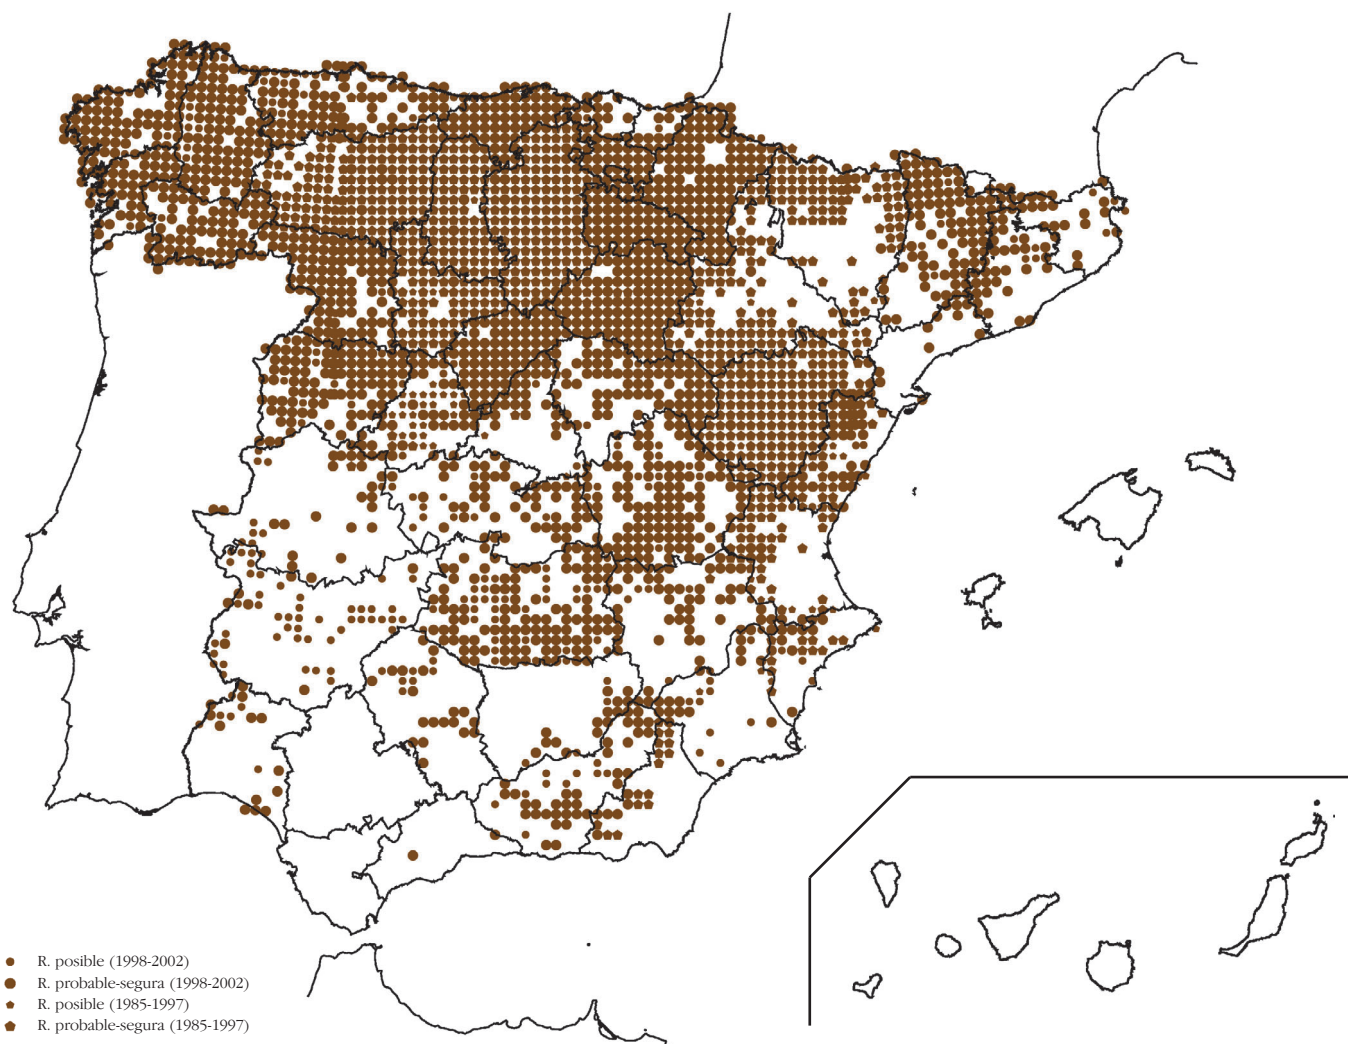 R. posible (1998-2002)
R. probable-segura (1998-2002)
R. posible (1985-1997)
R. probable-segura (1985-1997)